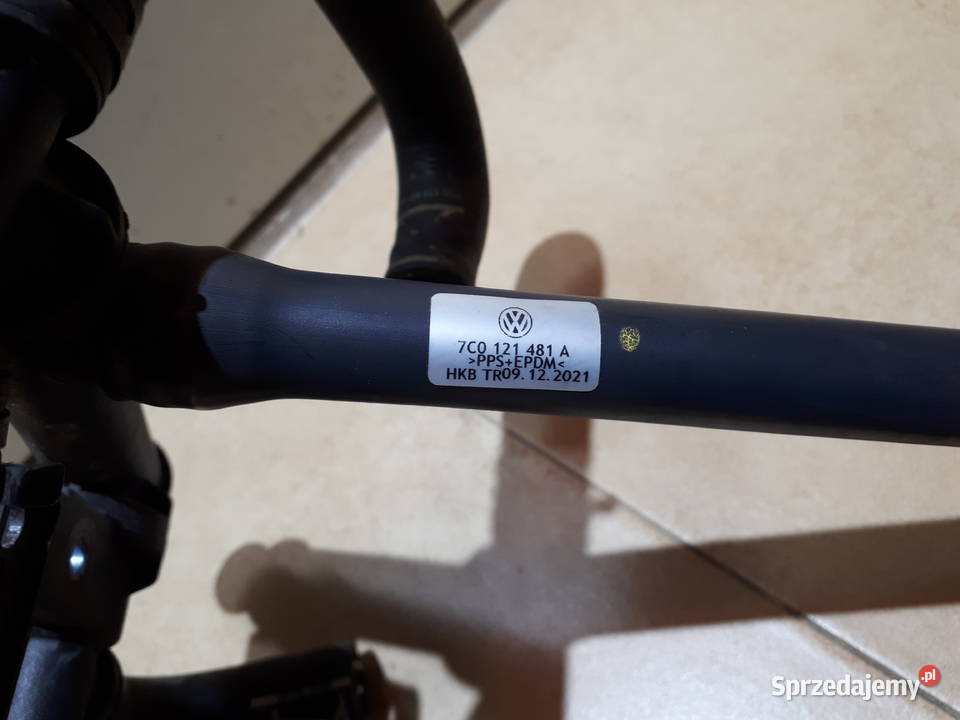 7C0 121 481 A
>PPS+EPDM<
HKB TR09.12.2021
Sprzedajemy.pl